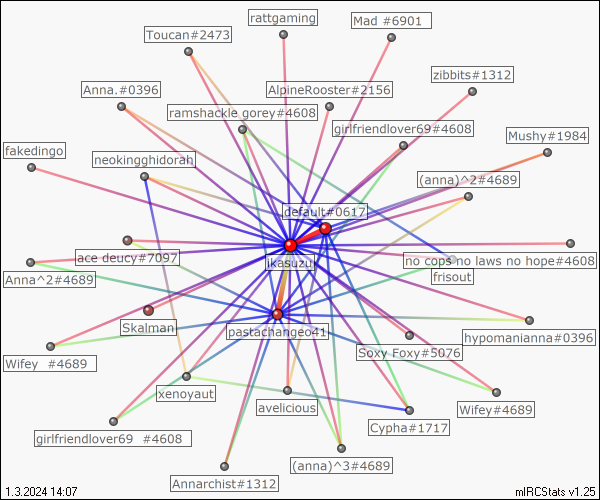 rattgaming
Mad #6901
Toucan#2473
zibbits#1312
Anna.#0396
AlpineRooster#2156
ramshackle gorey#4608
girlfriendlover69#4608
Mushy#1984
fakedingo
neokingghidorah
(anna)^2#4689
default#0617
ace deucy#7097
jkasuzu
no cops no laws no hope#4608
Anna^2#4689
frisout
Skalman
pastachangeo41
hypomanianna#0396
Soxy Foxy#5076
Wifey #4689
xenoyaut
avelicious
Wifey#4689
Cypha#1717
girlfriendlover69 #4608
(anna)^3#4689
Annarchist#1312
1.3.2024 14:07
mIRCStats v1.25